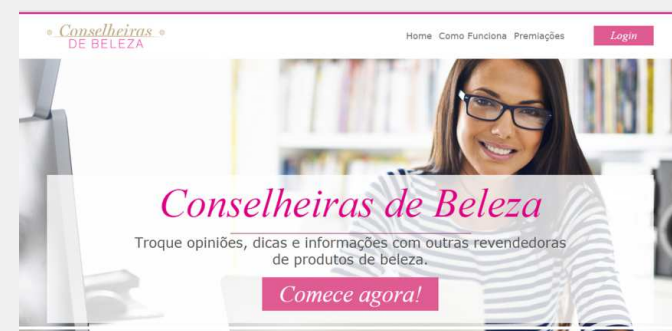 Conselheiras
DE BELEZA
Home Como Funciona Premiações
Login
Conselheiras de Beleza
Troque opiniões, dicas e informações com outras revendedoras
de produtos de beleza.
Comece agora!